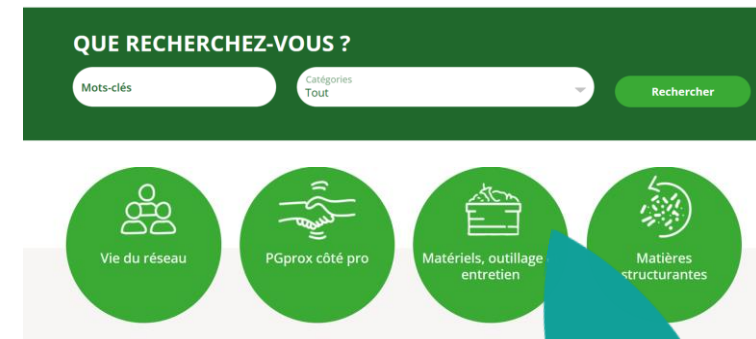 QUE RECHERCHEZ-VOUS ?
Mots-clés
Catégories
Tout
Rechercher
Vie du réseau
PGprox côté pro
Matériels, outillage
entretien
Matières
structurantes